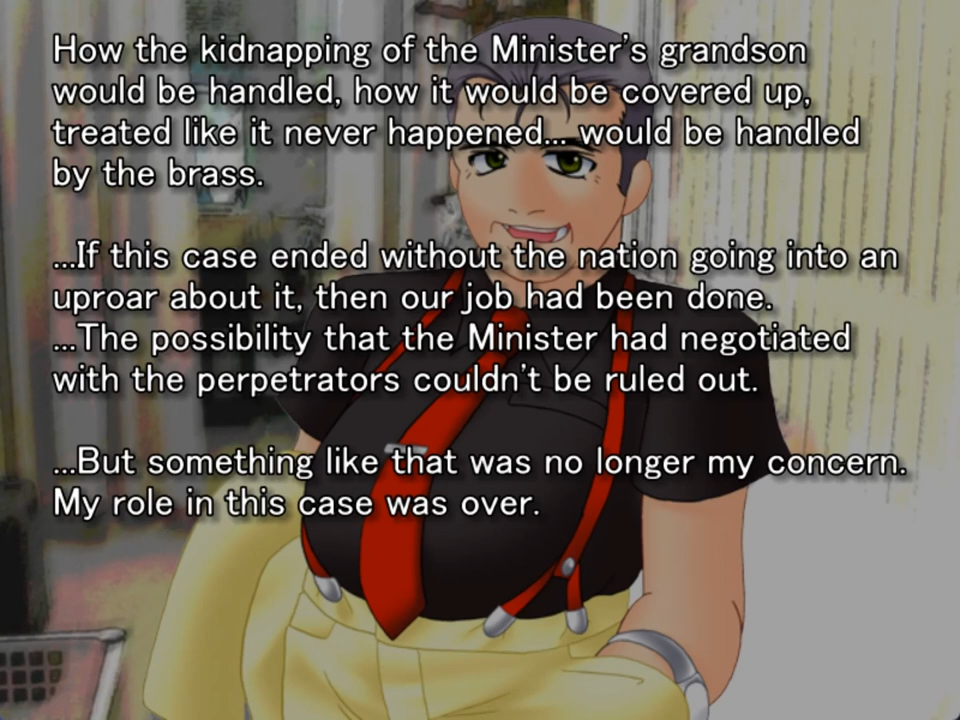 How the kidnapping of the Minister's grandson
would be handled, how it would be covered up,
treated like it never happened... would be handled
by the brass.
...If this case ended without the nation going into an
uproar about it, then our job had been done.
...The possibility that the Minister had negotiated
with the perpetrators couldn't be ruled out.
...But something like that was no longer my concern.
My role in this case was over.